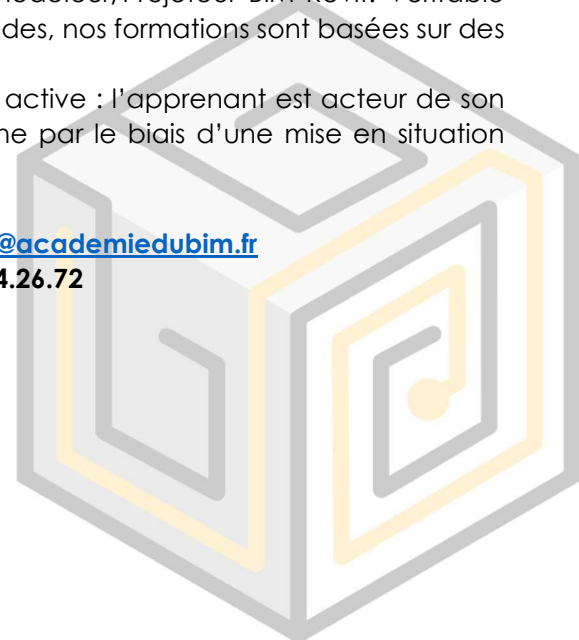 des, nos formations sont basées sur des
active : l’apprenant est acteur de son
ne par le biais d’une mise en situation
@academiedubim.fr
4.26.72